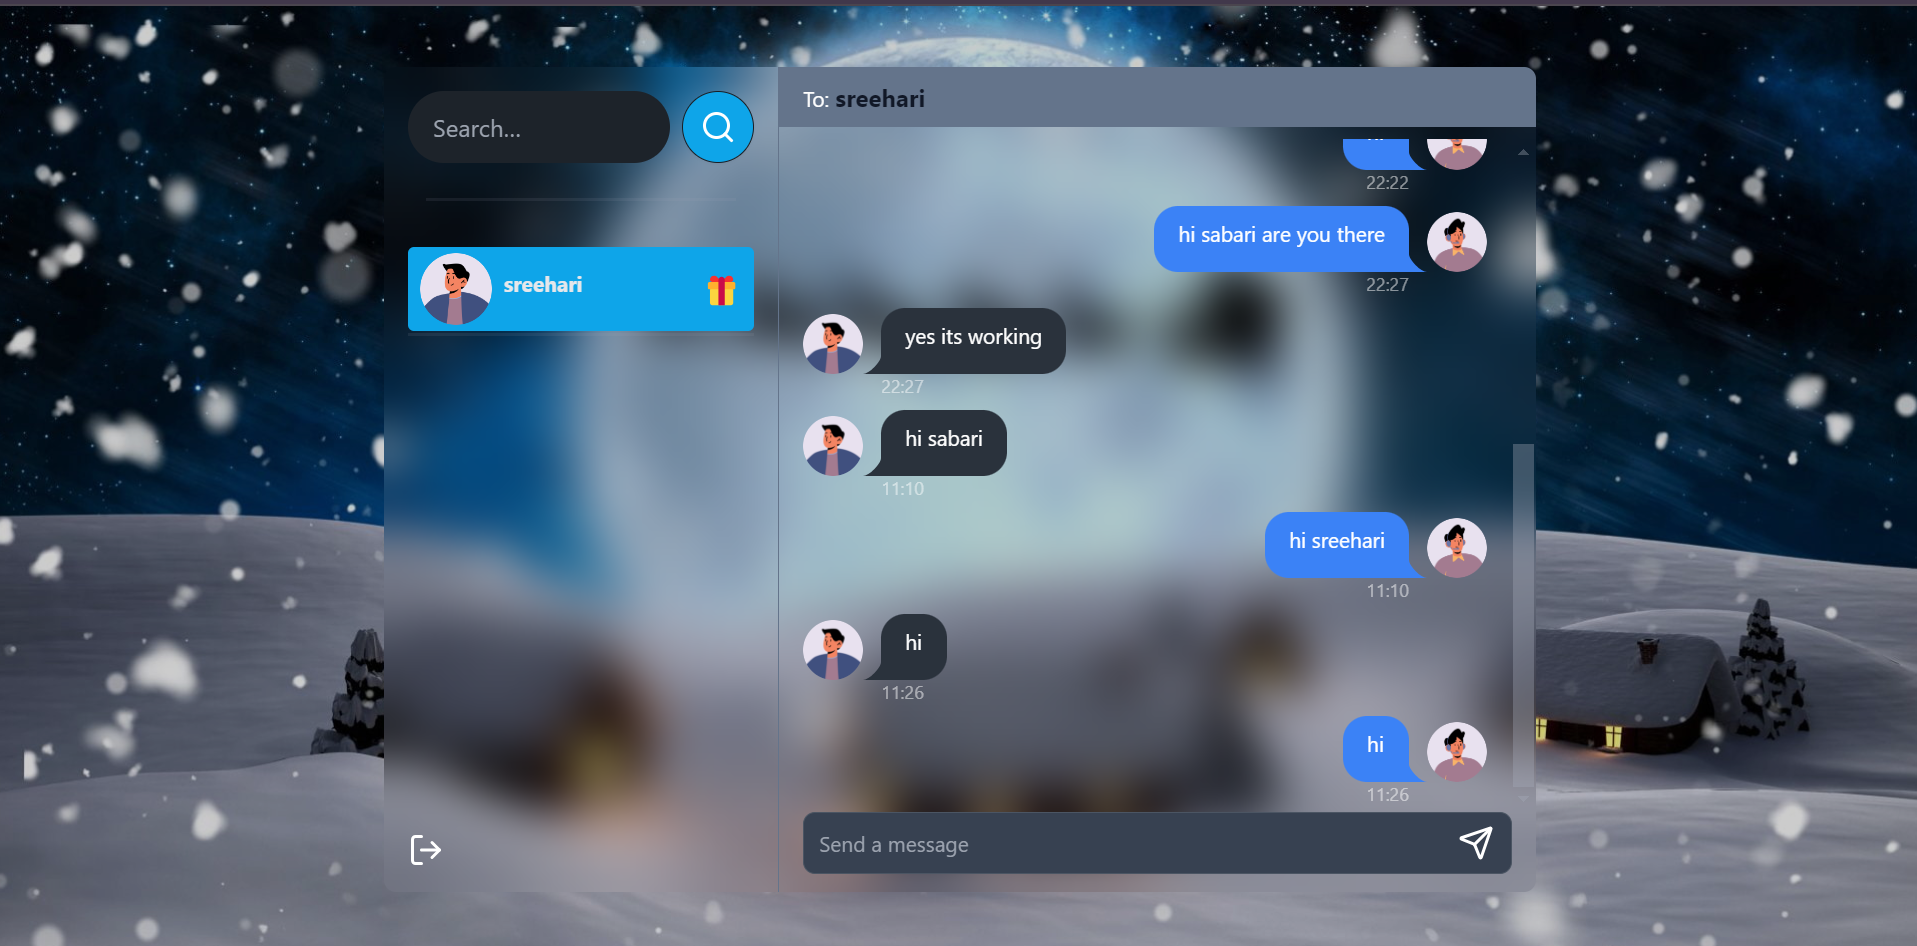 Search…
sreehari
To: sreehari
22:22
hi sabari are you there
22:27
yes its working
22:27
hi sabari
11:10
hi sreehari
11:10
hi
11:26
hi
11:26
Send a message